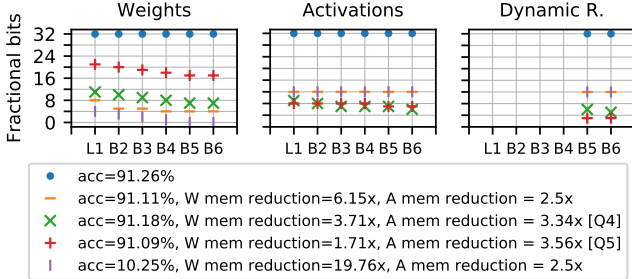 Weights Activations Dynamic R.
Fractional bits
32
24
16
8
0
L1 B2 B3 B4 B5 B6
L1 B2 B3 B4 B5 B6
L1 B2 B3 B4 B5 B6
acc=91.26%
acc=91.11%, W mem reduction=6.15x, A mem reduction = 2.5x
acc=91.18%, W mem reduction=3.71x, A mem reduction = 3.34x [Q4]
acc=91.09%, W mem reduction=1.71x, A mem reduction = 3.56x [Q5]
acc=10.25%, W mem reduction=19.76x, A mem reduction = 2.5x